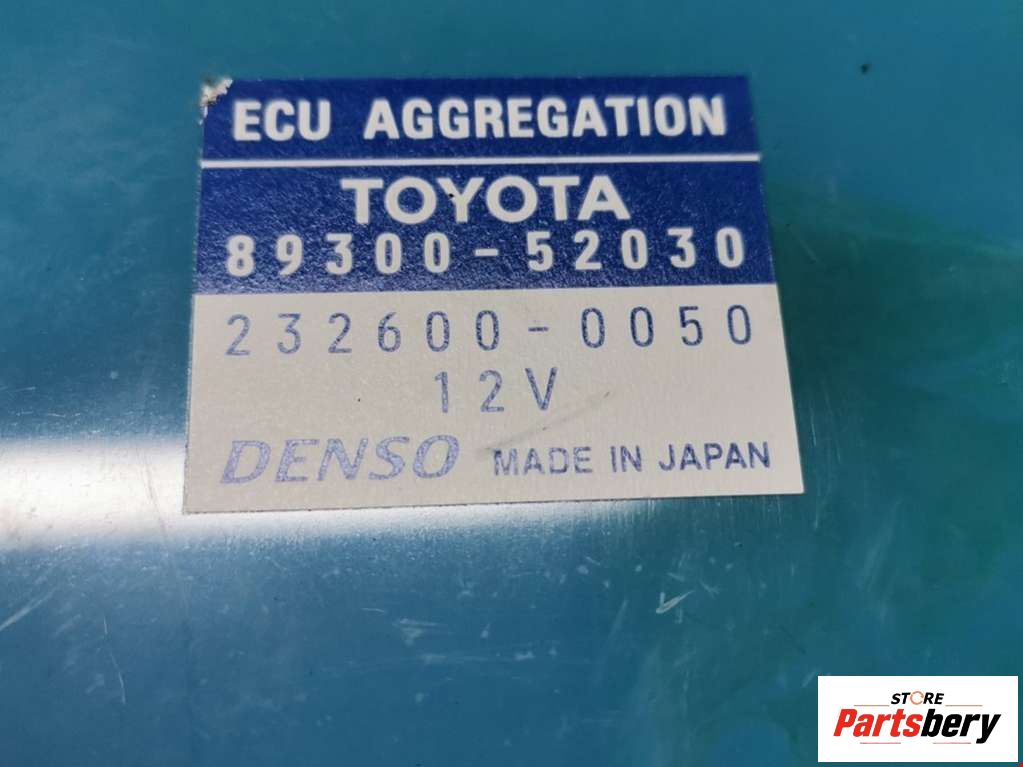 ECU AGGREGATION
TOYOTA
89300-52030
232600-0050
12V
DENSO MADE IN JAPAN
STORE
Partsbery